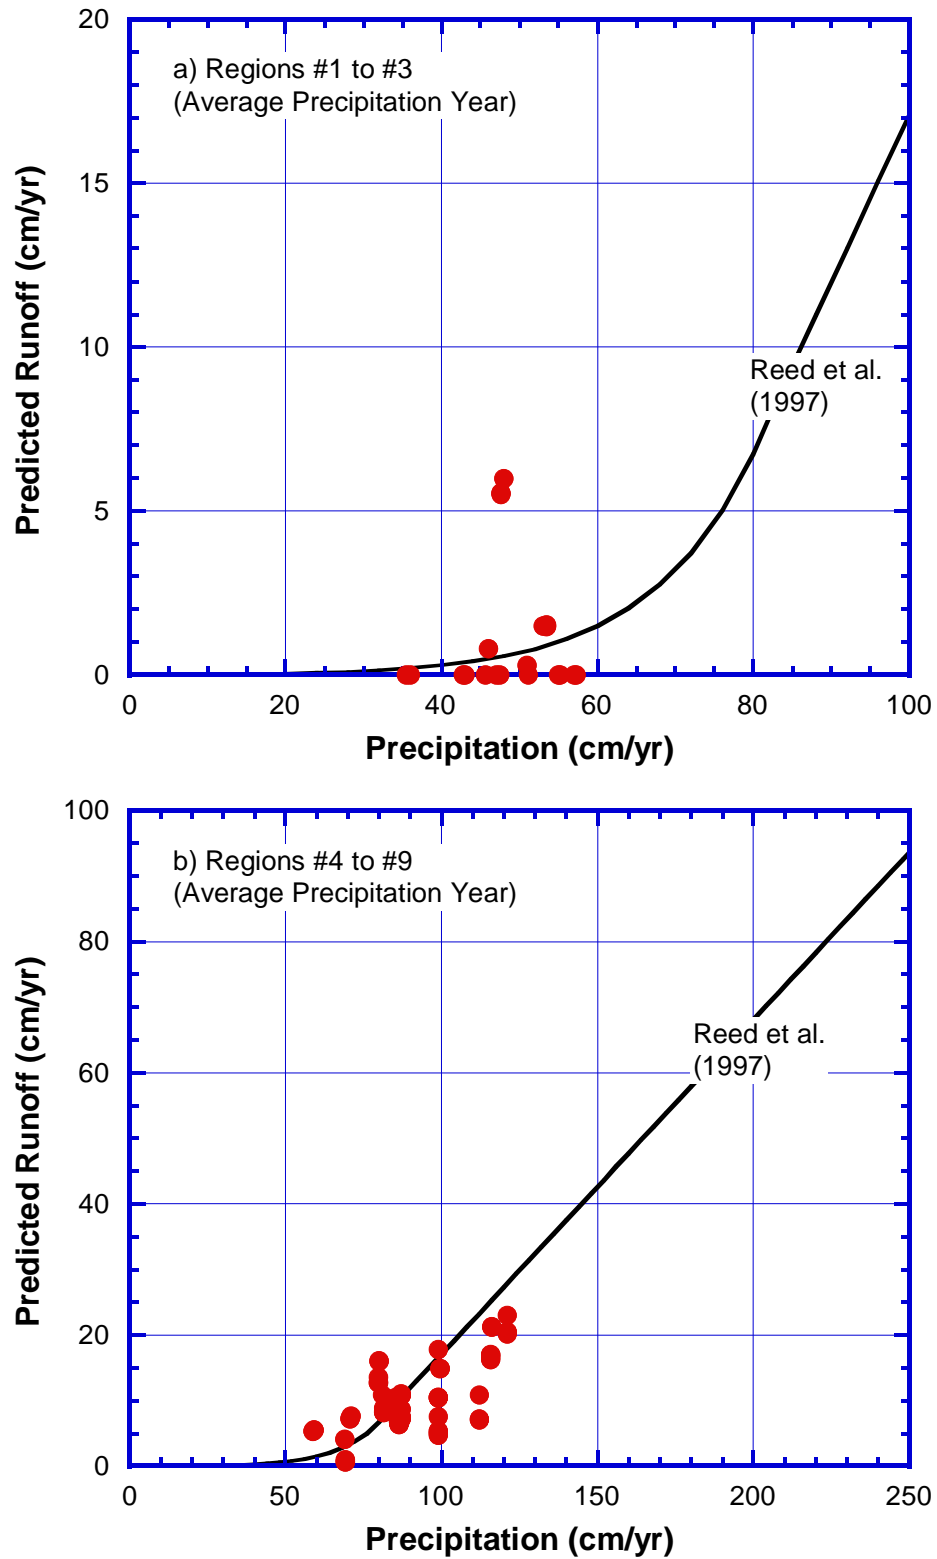 20
15
10
5
0
Predicted Runoff (cm/yr)
a) Regions #1 to #3
(Average Precipitation Year)
Reed et al.
(1997)
0 20 40 60 80 100
Precipitation (cm/yr)
100
80
60
40
20
0
Predicted Runoff (cm/yr)
b) Regions #4 to #9
(Average Precipitation Year)
Reed et al.
(1997)
0 50 100 150 200 250
Precipitation (cm/yr)